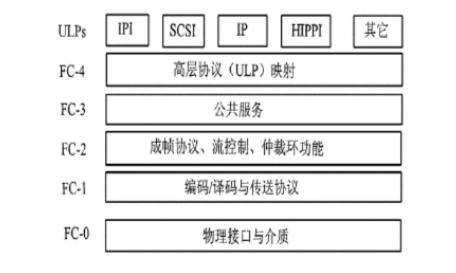 ULPs IPI SCSI IP HIPPI 其它
FC-4 高层协议（ULP）映射
FC-3 公共服务
FC-2 成帧协议、流控制、仲裁环功能
FC-1 编码/译码与传送协议
FC-0 物理接口与介质